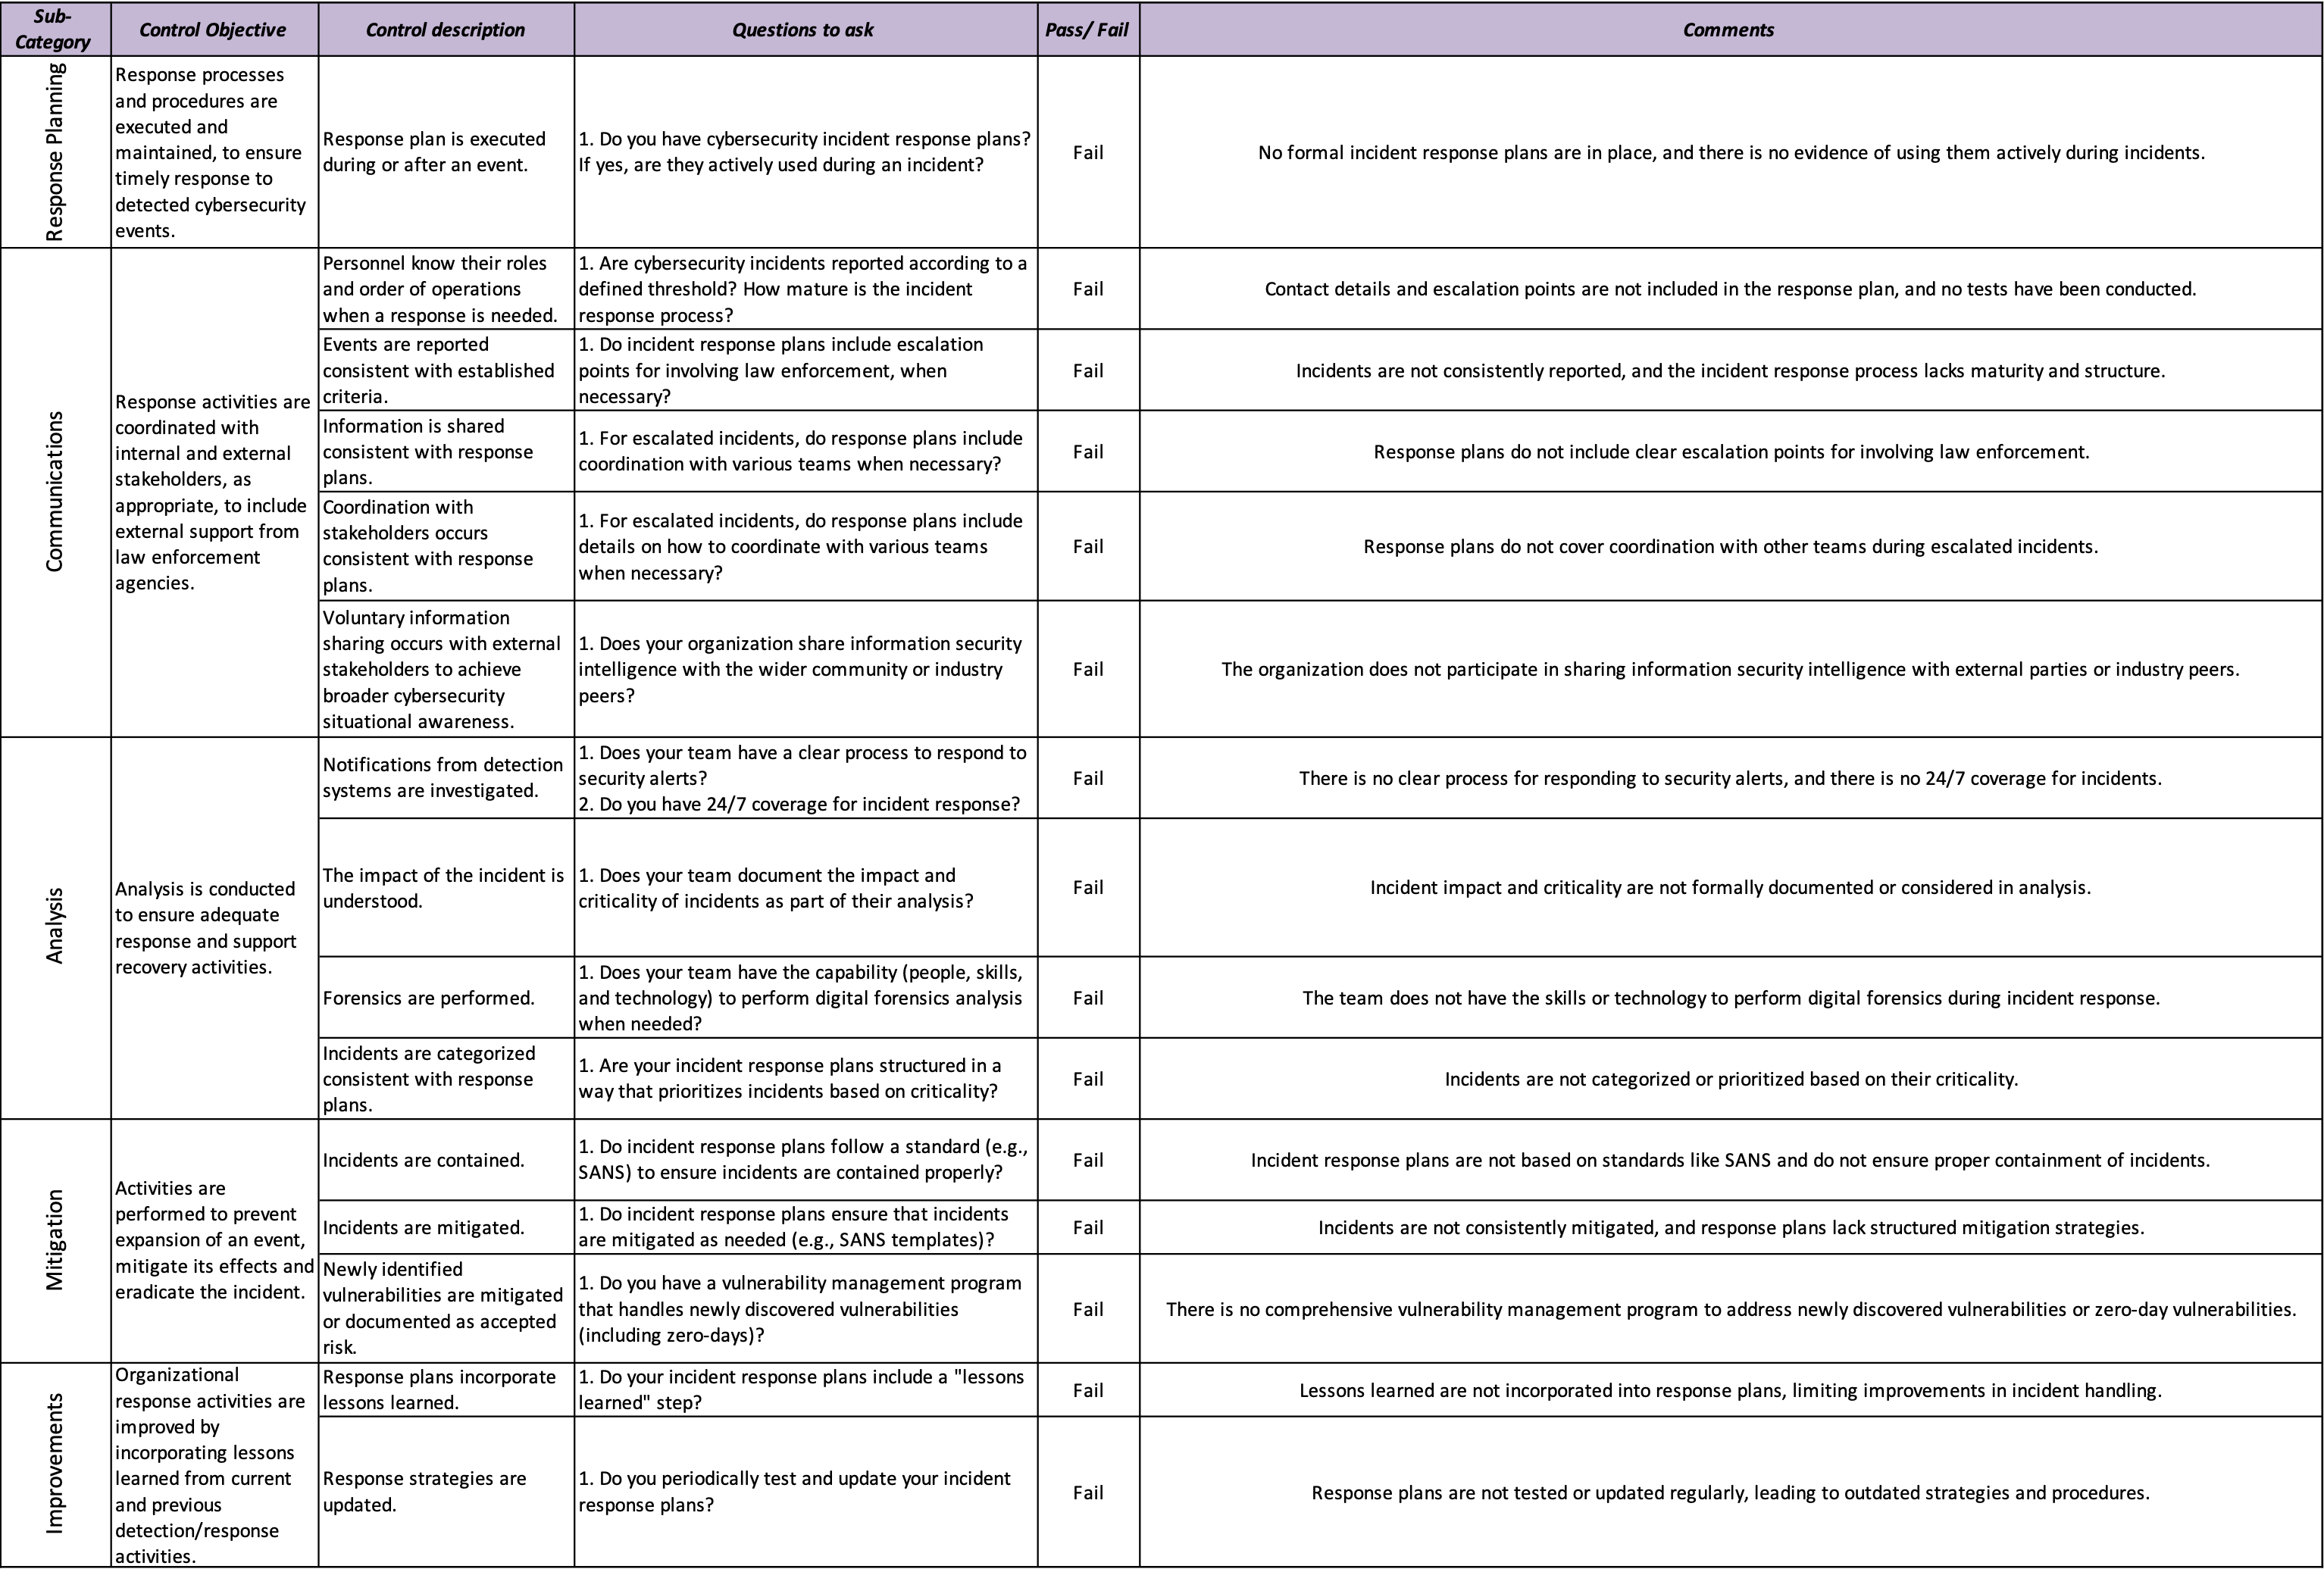 Sub-
Category
Control Objective
Control description
Questions to ask
Pass/ Fail
Comments
Response Planning
Response processes
and procedures are
executed and
maintained, to ensure
timely response to
detected cybersecurity
events.
Response plan is executed
during or after an event.
1. Do you have cybersecurity incident response plans?
If yes, are they actively used during an incident?
Fail
No formal incident response plans are in place, and there is no evidence of using them actively during incidents.
Communications
Response activities are
coordinated with
internal and external
stakeholders, as
appropriate, to include
external support from
law enforcement
agencies.
Personnel know their roles
and order of operations
when a response is needed.
1. Are cybersecurity incidents reported according to a
defined threshold? How mature is the incident
response process?
Fail
Contact details and escalation points are not included in the response plan, and no tests have been conducted.
Events are reported
consistent with established
criteria.
1. Do incident response plans include escalation
points for involving law enforcement, when
necessary?
Fail
Incidents are not consistently reported, and the incident response process lacks maturity and structure.
Information is shared
consistent with response
plans.
1. For escalated incidents, do response plans include
coordination with various teams when necessary?
Fail
Response plans do not include clear escalation points for involving law enforcement.
Coordination with
stakeholders occurs
consistent with response
plans.
1. For escalated incidents, do response plans include
details on how to coordinate with various teams
when necessary?
Fail
Response plans do not cover coordination with other teams during escalated incidents.
Voluntary information
sharing occurs with external
stakeholders to achieve
broader cybersecurity
situational awareness.
1. Does your organization share information security
intelligence with the wider community or industry
peers?
Fail
The organization does not participate in sharing information security intelligence with external parties or industry peers.
Analysis
Analysis is conducted
to ensure adequate
response and support
recovery activities.
Notifications from detection
systems are investigated.
1. Does your team have a clear process to respond to
security alerts?
2. Do you have 24/7 coverage for incident response?
Fail
There is no clear process for responding to security alerts, and there is no 24/7 coverage for incidents.
The impact of the incident is
understood.
1. Does your team document the impact and
criticality of incidents as part of their analysis?
Fail
Incident impact and criticality are not formally documented or considered in analysis.
Forensics are performed.
1. Does your team have the capability (people, skills,
and technology) to perform digital forensics analysis
when needed?
Fail
The team does not have the skills or technology to perform digital forensics during incident response.
Incidents are categorized
consistent with response
plans.
1. Are your incident response plans structured in a
way that prioritizes incidents based on criticality?
Fail
Incidents are not categorized or prioritized based on their criticality.
Mitigation
Activities are
performed to prevent
expansion of an event,
mitigate its effects and
eradicate the incident.
Incidents are contained.
1. Do incident response plans follow a standard (e.g.,
SANS) to ensure incidents are contained properly?
Fail
Incident response plans are not based on standards like SANS and do not ensure proper containment of incidents.
Incidents are mitigated.
1. Do incident response plans ensure that incidents
are mitigated as needed (e.g., SANS templates)?
Fail
Incidents are not consistently mitigated, and response plans lack structured mitigation strategies.
Newly identified
vulnerabilities are mitigated
or documented as accepted
risk.
1. Do you have a vulnerability management program
that handles newly discovered vulnerabilities
(including zero-days)?
Fail
There is no comprehensive vulnerability management program to address newly discovered vulnerabilities or zero-day vulnerabilities.
Improvements
Organizational
response activities are
improved by
incorporating lessons
learned from current
and previous
detection/response
activities.
Response plans incorporate
lessons learned.
1. Do your incident response plans include a "lessons
learned" step?
Fail
Lessons learned are not incorporated into response plans, limiting improvements in incident handling.
Response strategies are
updated.
1. Do you periodically test and update your incident
response plans?
Fail
Response plans are not tested or updated regularly, leading to outdated strategies and procedures.